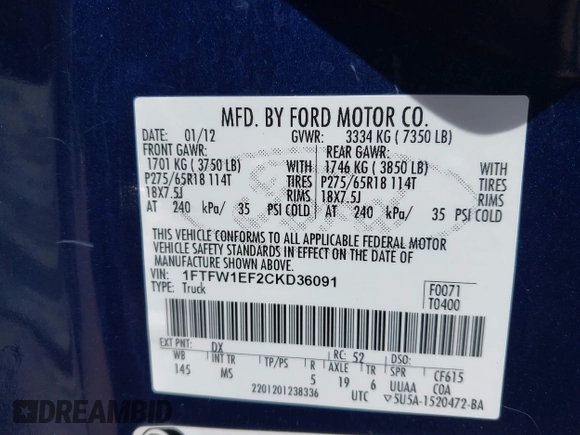 MFD. BY FORD MOTOR CO.
DATE: 01/12 GVWR: 3334 KG ( 7350 LB)
FRONT GAWR: REAR GAWR:
1701 KG ( 3750 LB) WITH 1746 KG ( 3850 LB) WITH
P275/65R18 114T TIRES P275/65R18 114T TIRES
18X7.5J RIMS 18X7.5J RIMS
AT 240 kPa/ 35 PSI COLD AT 240 kPa/ 35 PSI COLD
THIS VEHICLE CONFORMS TO ALL APPLICABLE FEDERAL MOTOR
VEHICLE SAFETY STANDARDS IN EFFECT ON THE DATE OF MANUFACTURE
SHOWN ABOVE.
VIN: 1FTFW1EF2CKD36091 F0071
TYPE: Truck T0400
EXT PNT: DX RC: 52 DSO:
WB INT TR TP/PS R AXLE TR SPR CF615
145 MS 5 19 6 UUAA COA
2201201238336 UTC ▽5U5A-1520472-BA
DREAMBID